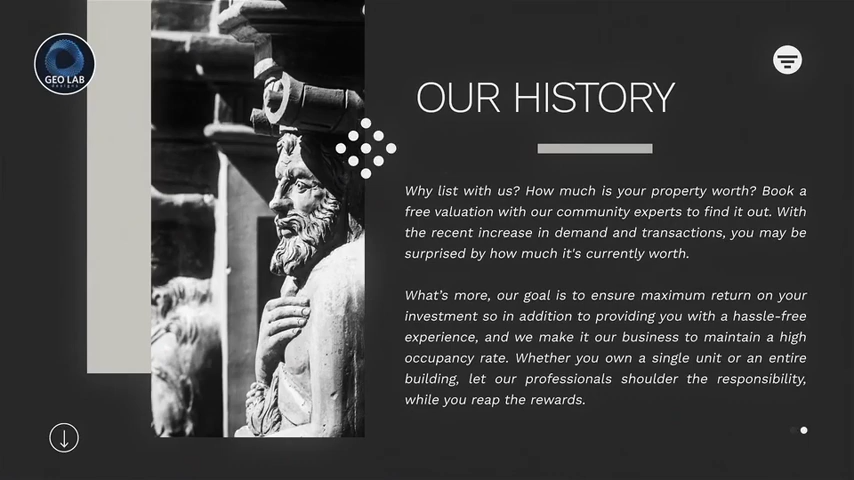 GEO LAB
designs
OUR HISTORY
Why list with us? How much is your property worth? Book a
free valuation with our community experts to find it out. With
the recent increase in demand and transactions, you may be
surprised by how much it's currently worth.
What’s more, our goal is to ensure maximum return on your
investment so in addition to providing you with a hassle-free
experience, and we make it our business to maintain a high
occupancy rate. Whether you own a single unit or an entire
building, let our professionals shoulder the responsibility,
while you reap the rewards.